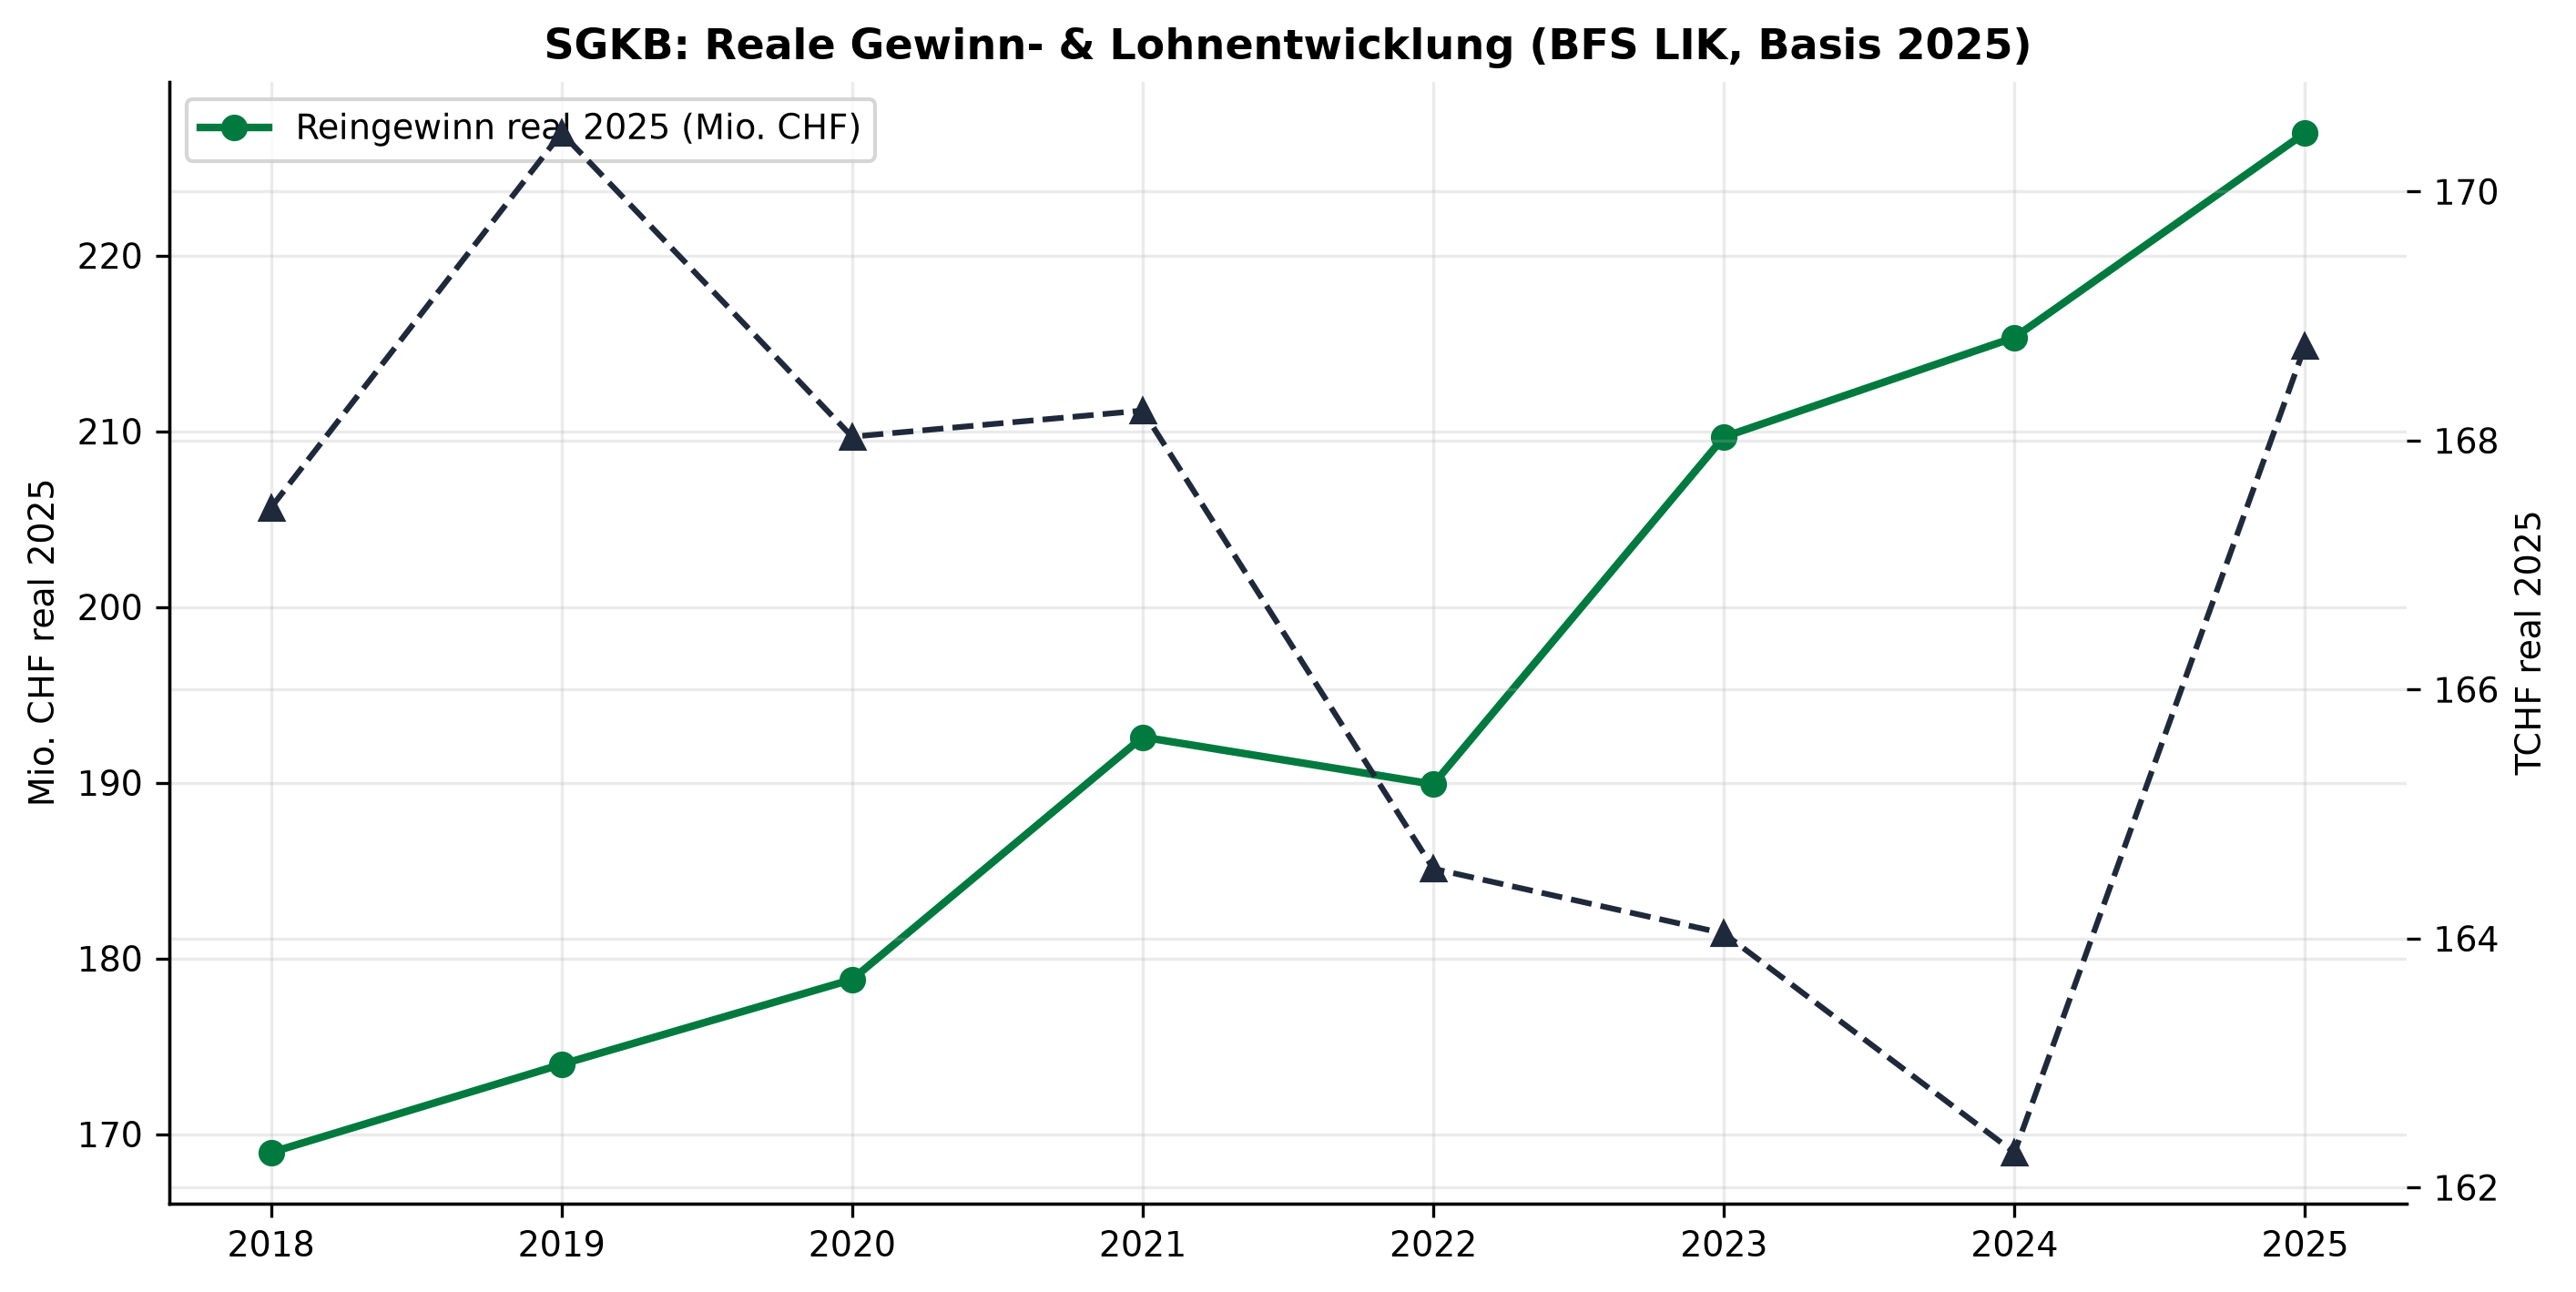 SGKB: Reale Gewinn- & Lohnentwicklung (BFS LIK, Basis 2025)
Reingewinn real 2025 (Mio. CHF)
Mio. CHF real 2025
220
210
200
190
180
170
TCHF real 2025
170
168
166
164
162
2018 2019 2020 2021 2022 2023 2024 2025